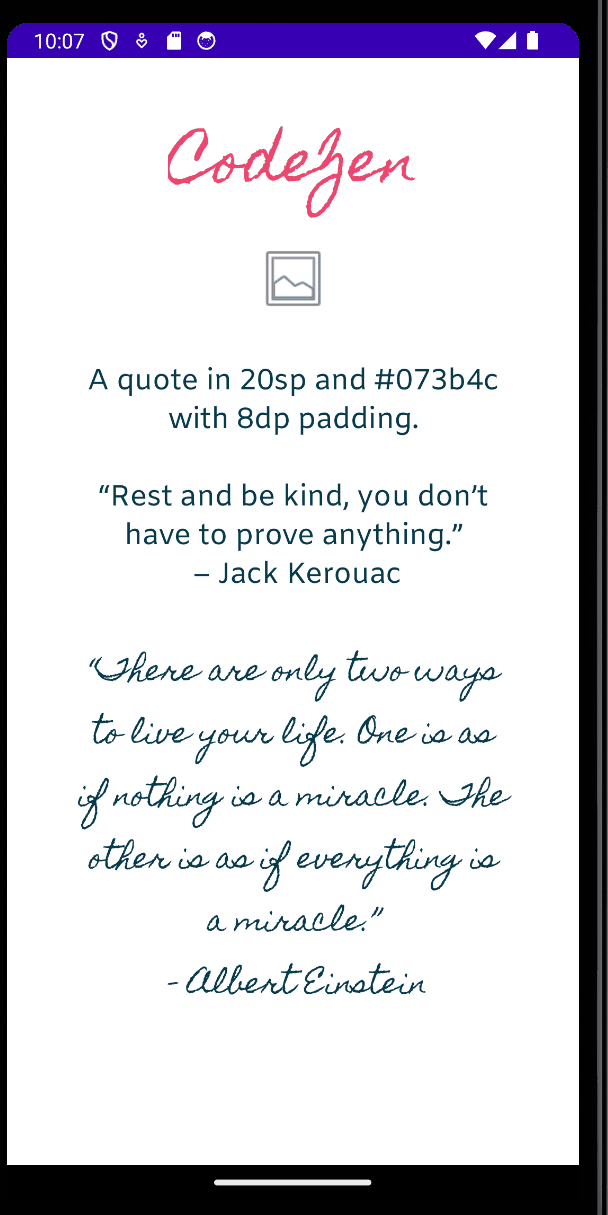 10:07
CodeZen
A quote in 20sp and #073b4c
with 8dp padding.
“Rest and be kind, you don’t
have to prove anything.”
– Jack Kerouac
“There are only two ways
to live your life. One is as
if nothing is a miracle. The
other is as if everything is
a miracle.”
- Albert Einstein